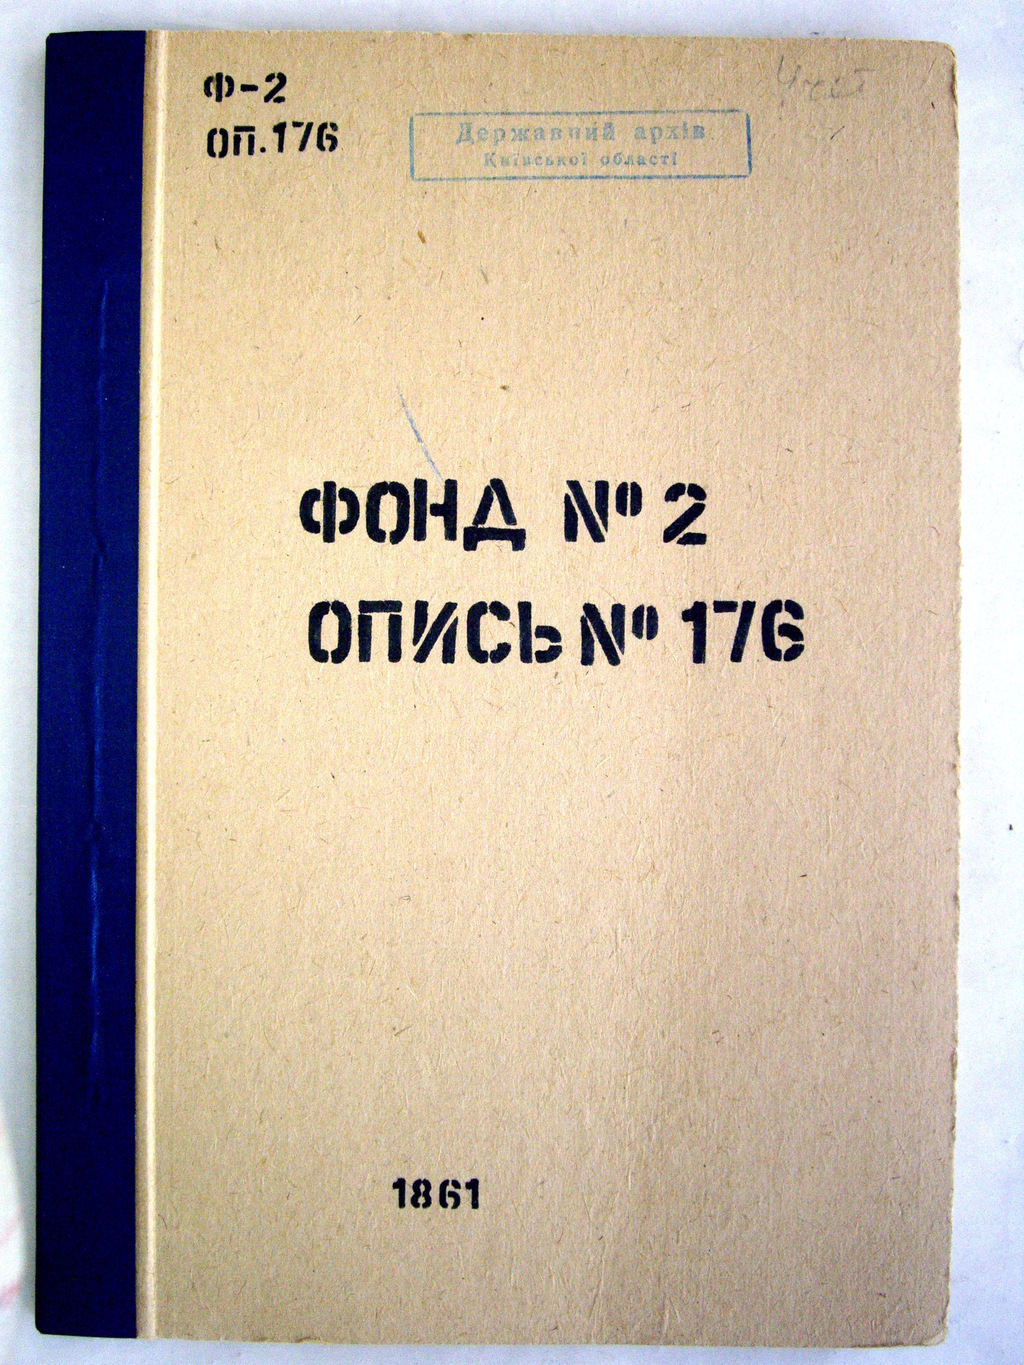 Ф-2
ОП.176
Державний архів
Київської області
ФОНД № 2
ОПИСЬ № 176
1861